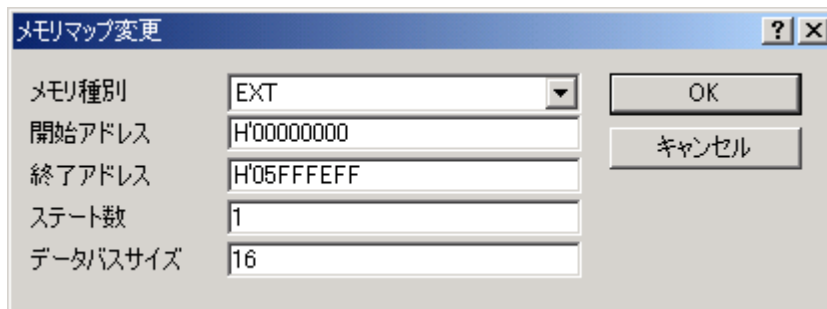 メモリマップ変更
メモリ種別 EXT OK
開始アドレス H'00000000 キャンセル
終了アドレス H'05FFFEFF
ステート数 1
データバスサイズ 16